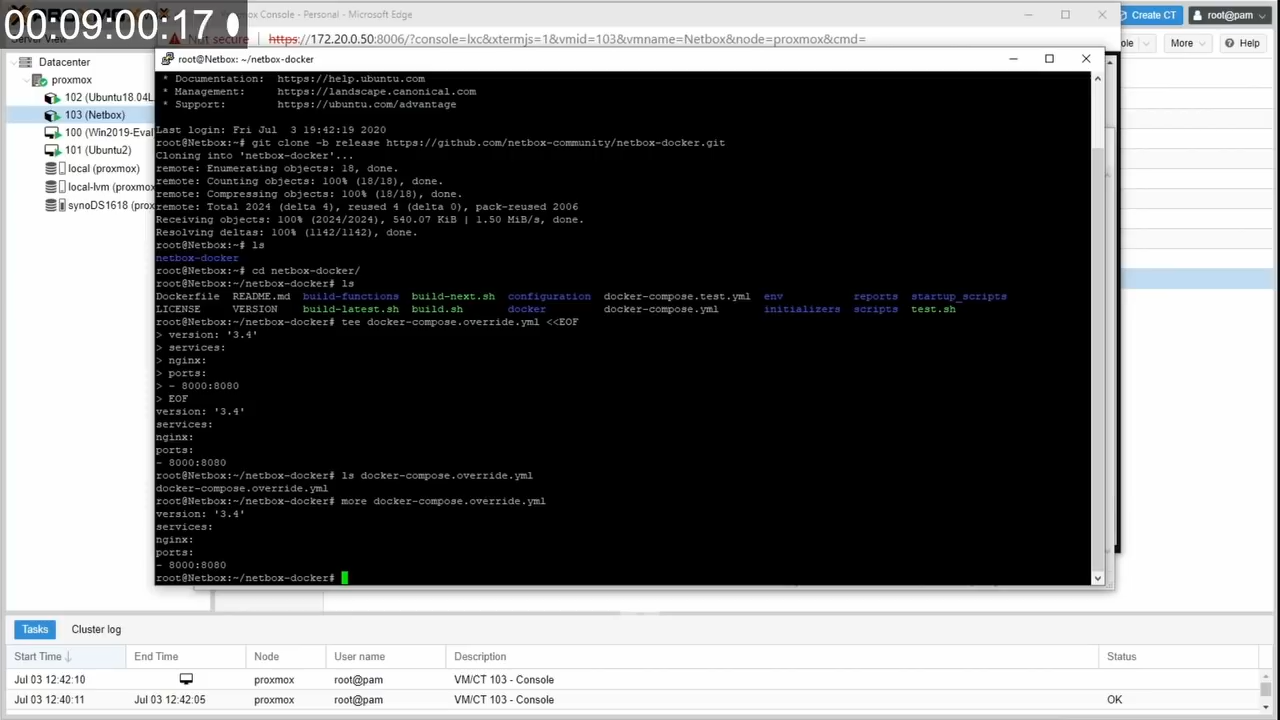 00:09:00:17
Console - Personal - Microsoft Edge
Create CT
root@pam
Server View
Not secure
https://172.20.0.50:8006/?console=lxc&xtermjs=1&vmid=103&vmname=Netbox&node=proxmox&cmd=
More
Help
Datacenter
proxmox
102 (Ubuntu18.04L
103 (Netbox)
100 (Win2019-Eval
101 (Ubuntu2)
local (proxmox)
local-lvm (proxmo
synoDS1618 (prox
root@Netbox: ~/netbox-docker
* Documentation:  https://help.ubuntu.com
* Management:     https://landscape.canonical.com
* Support:        https://ubuntu.com/advantage
Last login: Fri Jul  3 19:42:19 2020
root@Netbox:~# git clone -b release https://github.com/netbox-community/netbox-docker.git
Cloning into 'netbox-docker'...
remote: Enumerating objects: 18, done.
remote: Counting objects: 100% (18/18), done.
remote: Compressing objects: 100% (18/18), done.
remote: Total 2024 (delta 4), reused 4 (delta 0), pack-reused 2006
Receiving objects: 100% (2024/2024), 540.07 KiB | 1.50 MiB/s, done.
Resolving deltas: 100% (1142/1142), done.
root@Netbox:~# ls
netbox-docker
root@Netbox:~# cd netbox-docker/
root@Netbox:~/netbox-docker# ls
Dockerfile  README.md  build-functions  build-next.sh  configuration  docker-compose.test.yml  env  reports  startup_scripts
LICENSE  VERSION  build-latest.sh  build.sh  docker  docker-compose.yml  initializers  scripts  test.sh
root@Netbox:~/netbox-docker# tee docker-compose.override.yml <<EOF
> version: '3.4'
> services:
> nginx:
> ports:
> - 8000:8080
> EOF
version: '3.4'
services:
nginx:
ports:
- 8000:8080
root@Netbox:~/netbox-docker# ls docker-compose.override.yml
docker-compose.override.yml
root@Netbox:~/netbox-docker# more docker-compose.override.yml
version: '3.4'
services:
nginx:
ports:
- 8000:8080
root@Netbox:~/netbox-docker#
Tasks
Cluster log
Start Time
End Time
Node
User name
Description
Status
Jul 03 12:42:10
proxmox
root@pam
VM/CT 103 - Console
Jul 03 12:40:11
Jul 03 12:42:05
proxmox
root@pam
VM/CT 103 - Console
OK